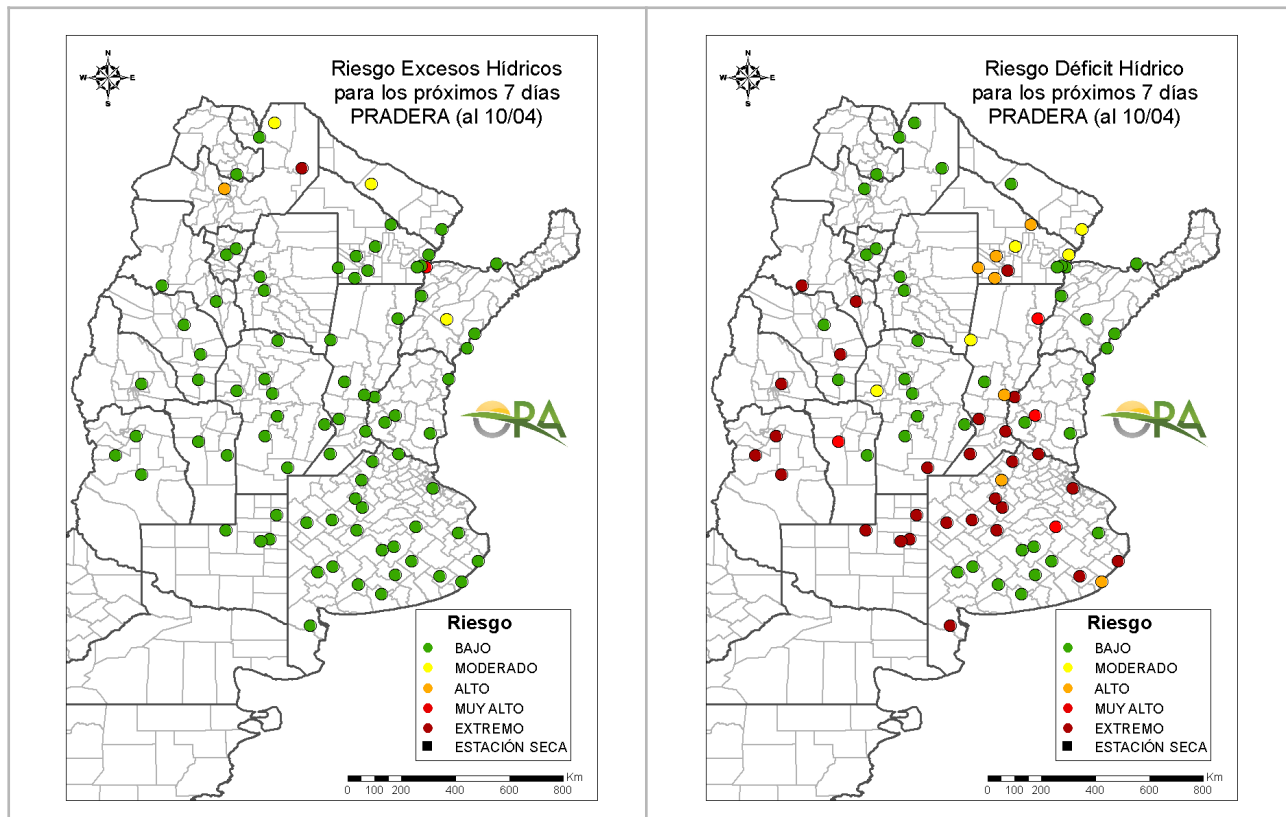 N
W E
S
Riesgo Excesos Hídricos
para los próximos 7 días
PRADERA (al 10/04)
ORA
Riesgo
BAJO
MODERADO
ALTO
MUY ALTO
EXTREMO
ESTACIÓN SECA
Km
0 100 200 400 600 800
N
W E
S
Riesgo Déficit Hídrico
para los próximos 7 días
PRADERA (al 10/04)
ORA
Riesgo
BAJO
MODERADO
ALTO
MUY ALTO
EXTREMO
ESTACIÓN SECA
Km
0 100 200 400 600 800